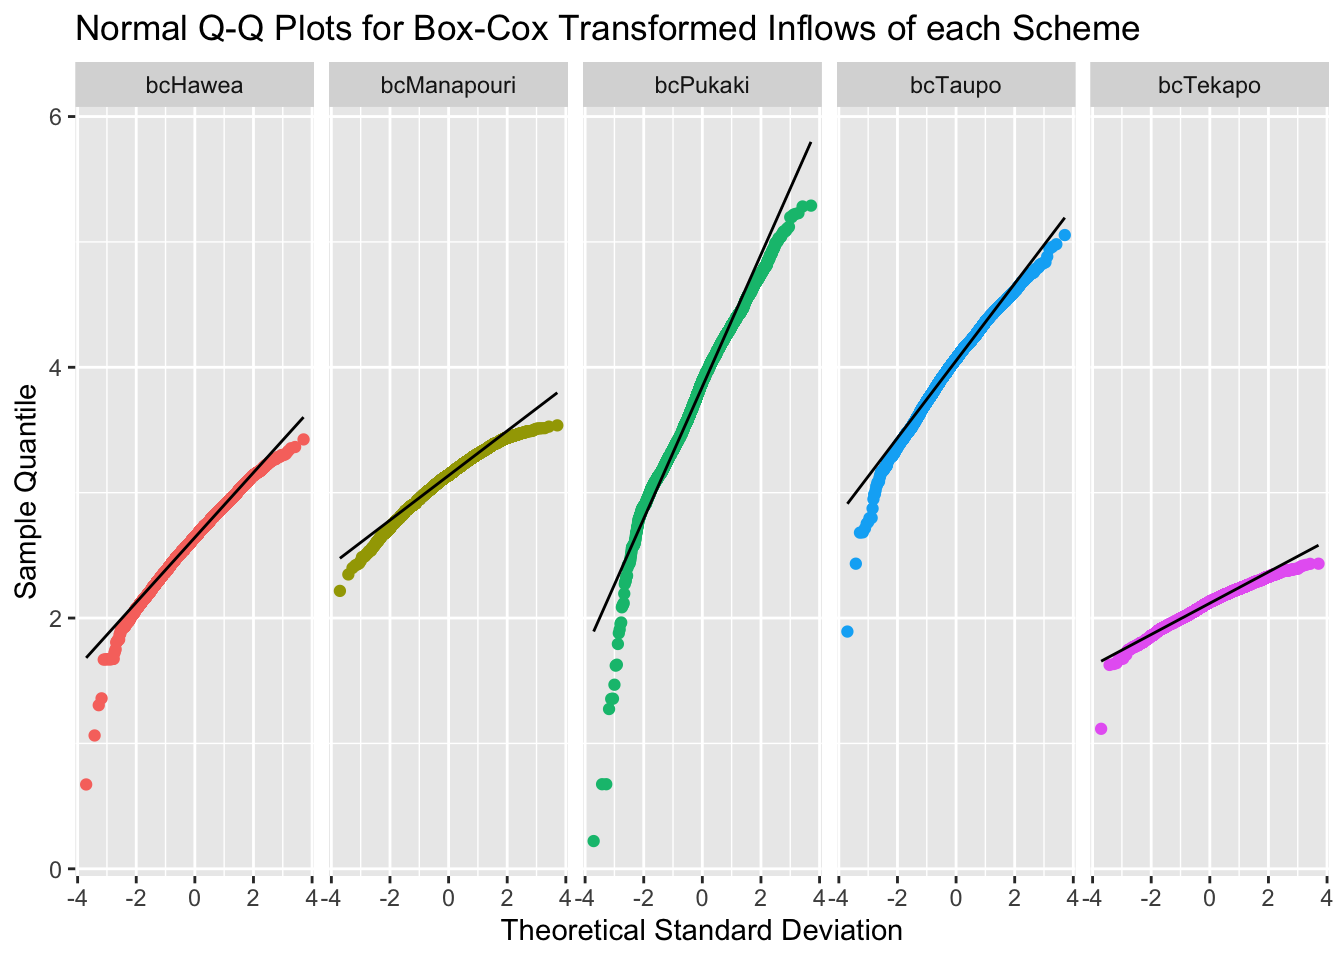 Normal Q-Q Plots for Box-Cox Transformed Inflows of each Scheme
bcHawea bcManapouri bcPukaki bcTaupo bcTekapo
6
4
2
0
Sample Quantile
-4 -2 0 2 4 -4 -2 0 2 4 -4 -2 0 2 4 -4 -2 0 2 4 -4 -2 0 2 4
Theoretical Standard Deviation